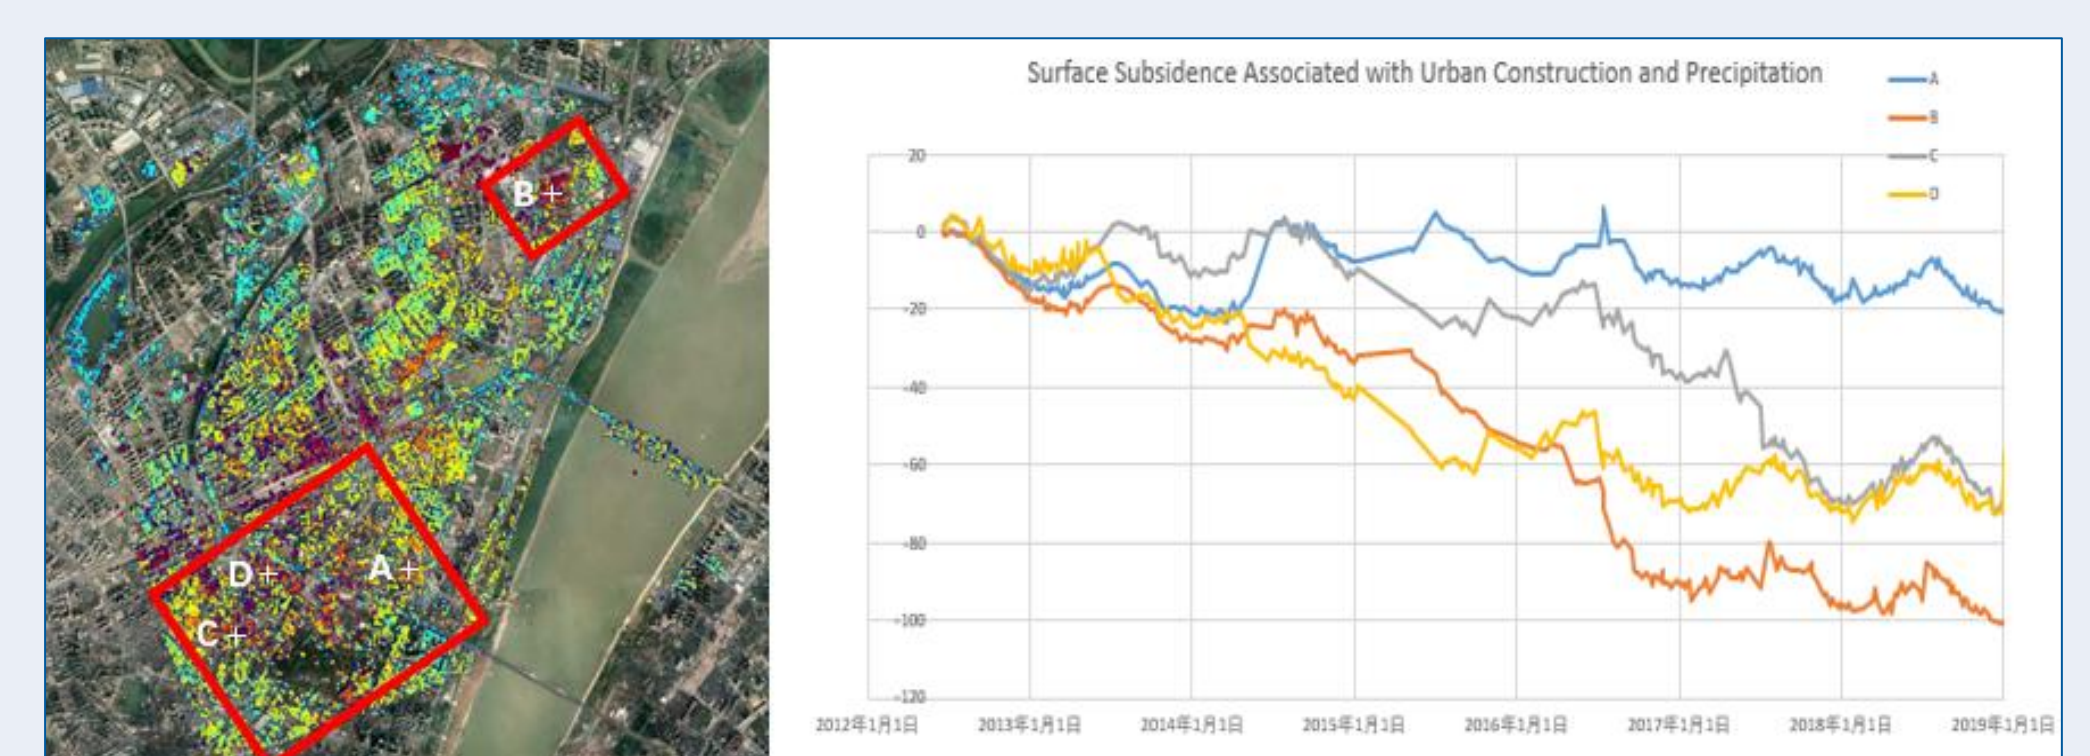 B
D
A
C
Surface Subsidence Associated with Urban Construction and Precipitation
A
B
C
D
20
0
-20
-40
-60
-80
-100
-120
2012年1月1日 2013年1月1日 2014年1月1日 2015年1月1日 2016年1月1日 2017年1月1日 2018年1月1日 2019年1月1日